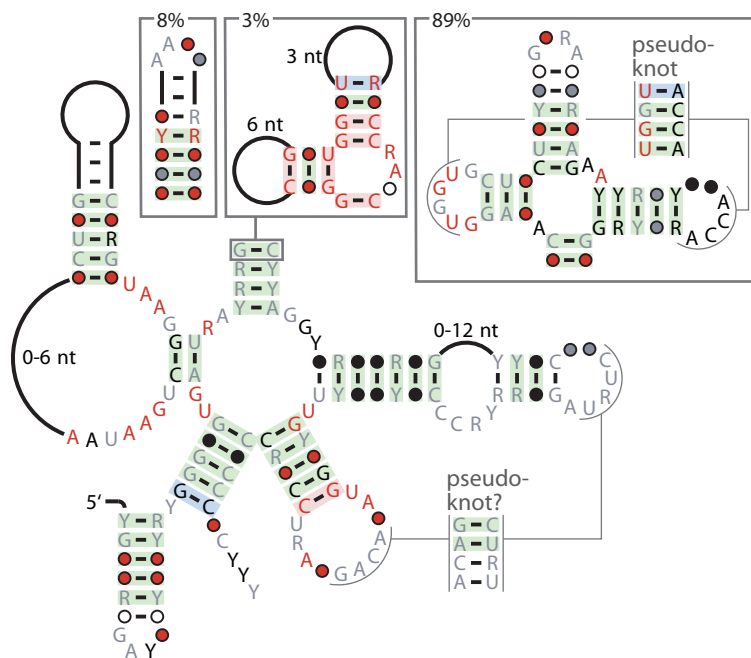 8%
3%
89%
A A
R
Y R
3 nt
U R
G C
G C
6 nt
G U
C G G C
R A
G R A
pseudo-
knot
U A
G C
G C
U A
Y R
C G A A
U G G U
G C U
G G A
A
Y Y R Y
G R Y R
A C C A
C G
G C
R
U R
C G
U A A G G C U
0-6 nt
A A U A A G
G C
R Y
R Y
Y A
U R A
G G Y
U A G U
0-12 nt
R R G
Y Y C
C C R Y
Y Y Y C
R R
G A U R U C
5'
Y R
G Y
R Y
G A Y
Y G G G G
C C C
C Y Y Y
C G
R Y
C G
C G U A
U R A
G A C A
pseudo-
knot?
G C
A U
C R
A U